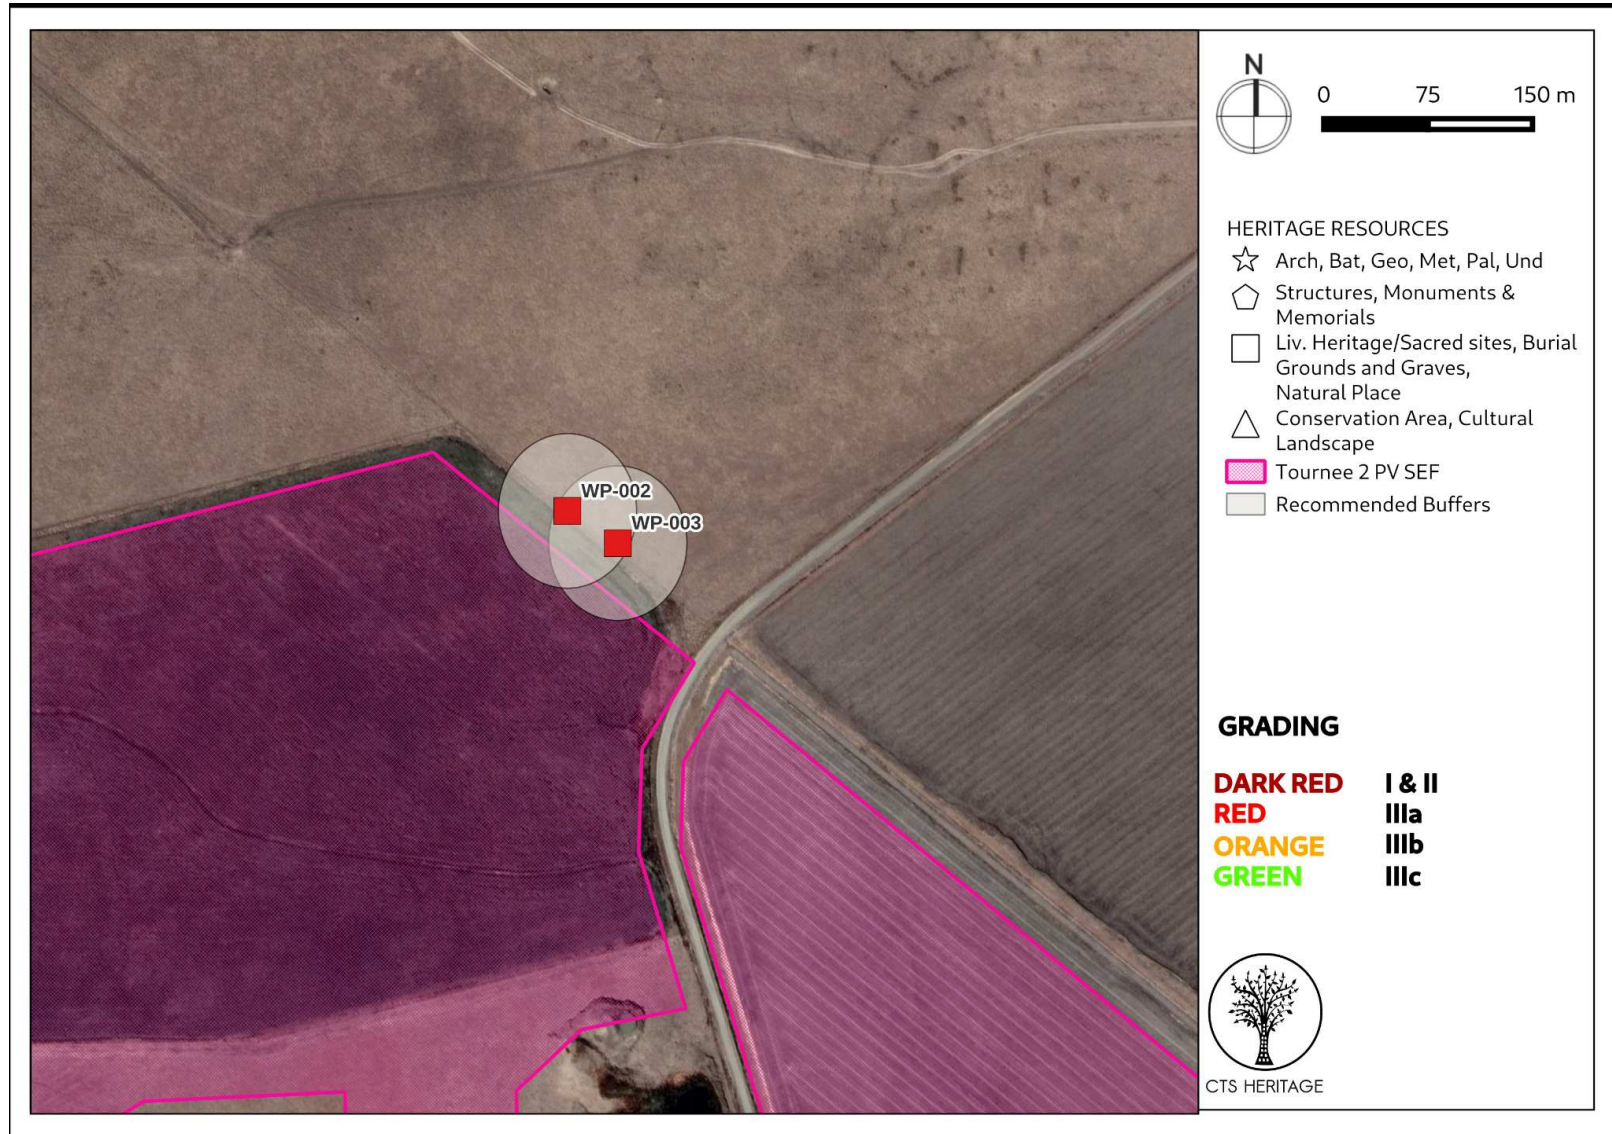 N
0 75 150 m
HERITAGE RESOURCES
Arch, Bat, Geo, Met, Pal, Und
Structures, Monuments &
Memorials
Liv. Heritage/Sacred sites, Burial
Grounds and Graves,
Natural Place
Conservation Area, Cultural
Landscape
Tournee 2 PV SEF
Recommended Buffers
WP-002
WP-003
GRADING
DARK RED I & II
RED IIIa
ORANGE IIIb
GREEN IIIc
CTS HERITAGE